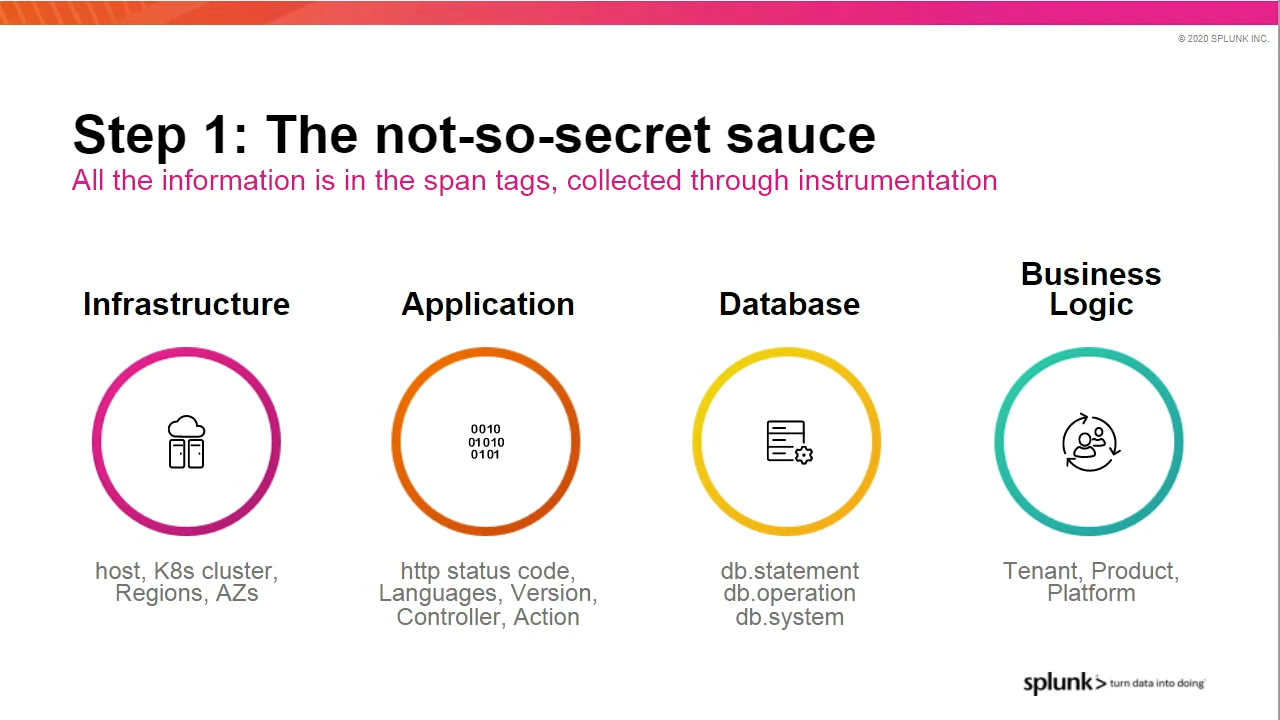 © 2020 SPLUNK INC.
Step 1: The not-so-secret sauce
All the information is in the span tags, collected through instrumentation
Infrastructure
Application
Database
Business
Logic
0010
01010
0101
host, K8s cluster,
Regions, AZs
http status code,
Languages, Version,
Controller, Action
db.statement
db.operation
db.system
Tenant, Product,
Platform
splunk> turn data into doing